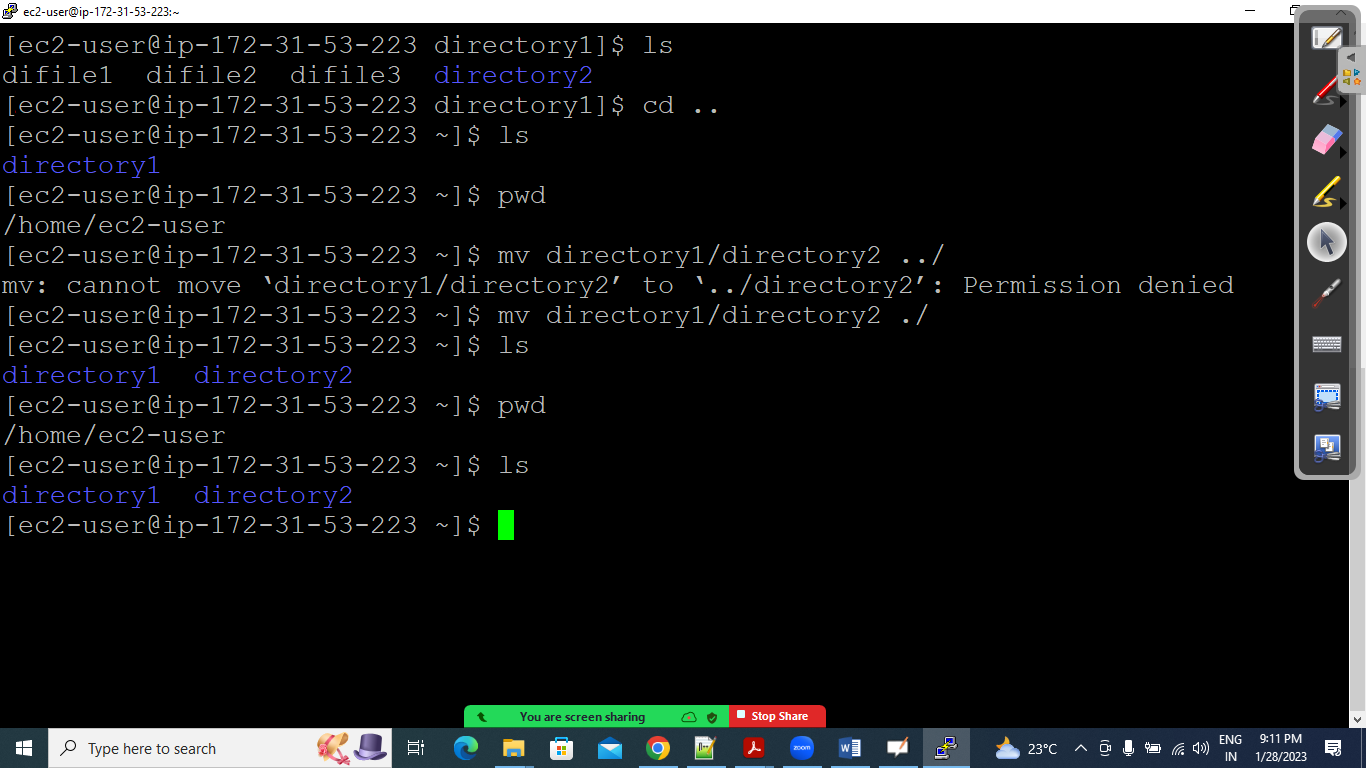 ec2-user@ip-172-31-53-223:~
[ec2-user@ip-172-31-53-223 directory1]$ ls
difile1  difile2  difile3  directory2
[ec2-user@ip-172-31-53-223 directory1]$ cd ..
[ec2-user@ip-172-31-53-223 ~]$ ls
directory1
[ec2-user@ip-172-31-53-223 ~]$ pwd
/home/ec2-user
[ec2-user@ip-172-31-53-223 ~]$ mv directory1/directory2 ../
mv: cannot move ‘directory1/directory2’ to ‘../directory2’: Permission denied
[ec2-user@ip-172-31-53-223 ~]$ mv directory1/directory2 ./
[ec2-user@ip-172-31-53-223 ~]$ ls
directory1  directory2
[ec2-user@ip-172-31-53-223 ~]$ pwd
/home/ec2-user
[ec2-user@ip-172-31-53-223 ~]$ ls
directory1  directory2
[ec2-user@ip-172-31-53-223 ~]$
You are screen sharing
Stop Share
Type here to search
zoom
23°C
ENG
IN
9:11 PM
1/28/2023